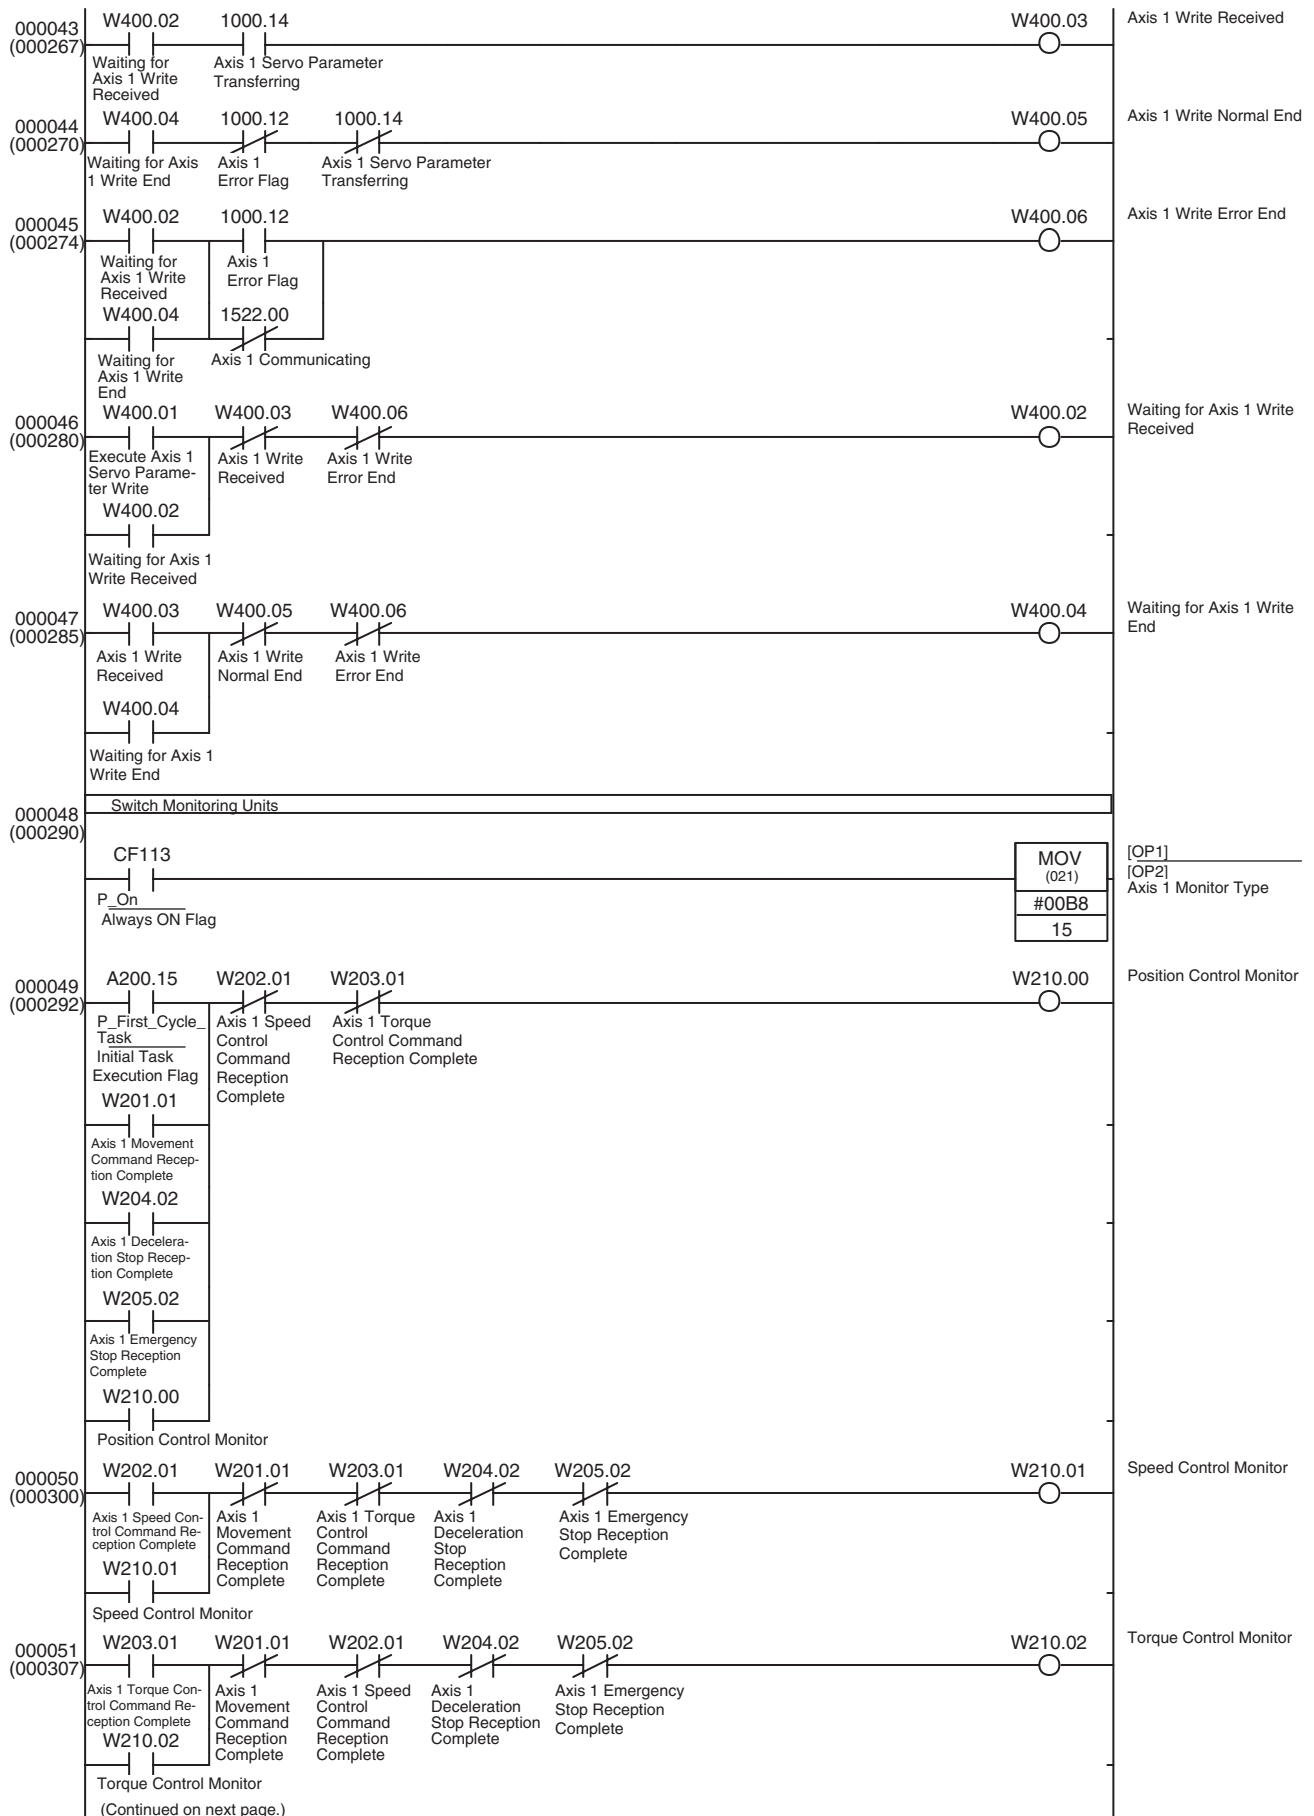 000043
(000267)
W400.02 1000.14 W400.03 Axis 1 Write Received
Waiting for
Axis 1 Write
Received
Axis 1 Servo Parameter
Transferring
000044
(000270)
W400.04 1000.12 1000.14 W400.05 Axis 1 Write Normal End
Waiting for Axis
1 Write End
Axis 1
Error Flag
Axis 1 Servo Parameter
Transferring
000045
(000274)
W400.02 1000.12 W400.06 Axis 1 Write Error End
Waiting for
Axis 1 Write
Received
Axis 1
Error Flag
W400.04 1522.00
Waiting for
Axis 1 Write
End
Axis 1 Communicating
000046
(000280)
W400.01 W400.03 W400.06 W400.02 Waiting for Axis 1 Write
Received
Execute Axis 1
Servo Parame-
ter Write
Axis 1 Write
Received
Axis 1 Write
Error End
W400.02
Waiting for Axis 1
Write Received
000047
(000285)
W400.03 W400.05 W400.06 W400.04 Waiting for Axis 1 Write
End
Axis 1 Write
Received
Axis 1 Write
Normal End
Axis 1 Write
Error End
W400.04
Waiting for Axis 1
Write End
000048
(000290)
Switch Monitoring Units
CF113
P_On
Always ON Flag
MOV
(021)
#00B8
15
[OP1]
[OP2]
Axis 1 Monitor Type
000049
(000292)
A200.15 W202.01 W203.01 W210.00 Position Control Monitor
P_First_Cycle_
Task
Initial Task
Execution Flag
Axis 1 Speed
Control
Command
Reception
Complete
Axis 1 Torque
Control Command
Reception Complete
W201.01
Axis 1 Movement
Command Recep-
tion Complete
W204.02
Axis 1 Decelera-
tion Stop Recep-
tion Complete
W205.02
Axis 1 Emergency
Stop Reception
Complete
W210.00
Position Control Monitor
000050
(000300)
W202.01 W201.01 W203.01 W204.02 W205.02 W210.01 Speed Control Monitor
Axis 1 Speed Con-
trol Command Re-
ception Complete
Axis 1
Movement
Command
Reception
Complete
Axis 1 Torque
Control
Command
Reception
Complete
Axis 1
Deceleration
Stop
Reception
Complete
Axis 1 Emergency
Stop Reception
Complete
W210.01
Speed Control Monitor
000051
(000307)
W203.01 W201.01 W202.01 W204.02 W205.02 W210.02 Torque Control Monitor
Axis 1 Torque Con-
trol Command Re-
ception Complete
Axis 1
Movement
Command
Reception
Complete
Axis 1 Speed
Control
Command
Reception
Complete
Axis 1
Deceleration
Stop Reception
Complete
Axis 1 Emergency
Stop Reception
Complete
W210.02
Torque Control Monitor
(Continued on next page.)